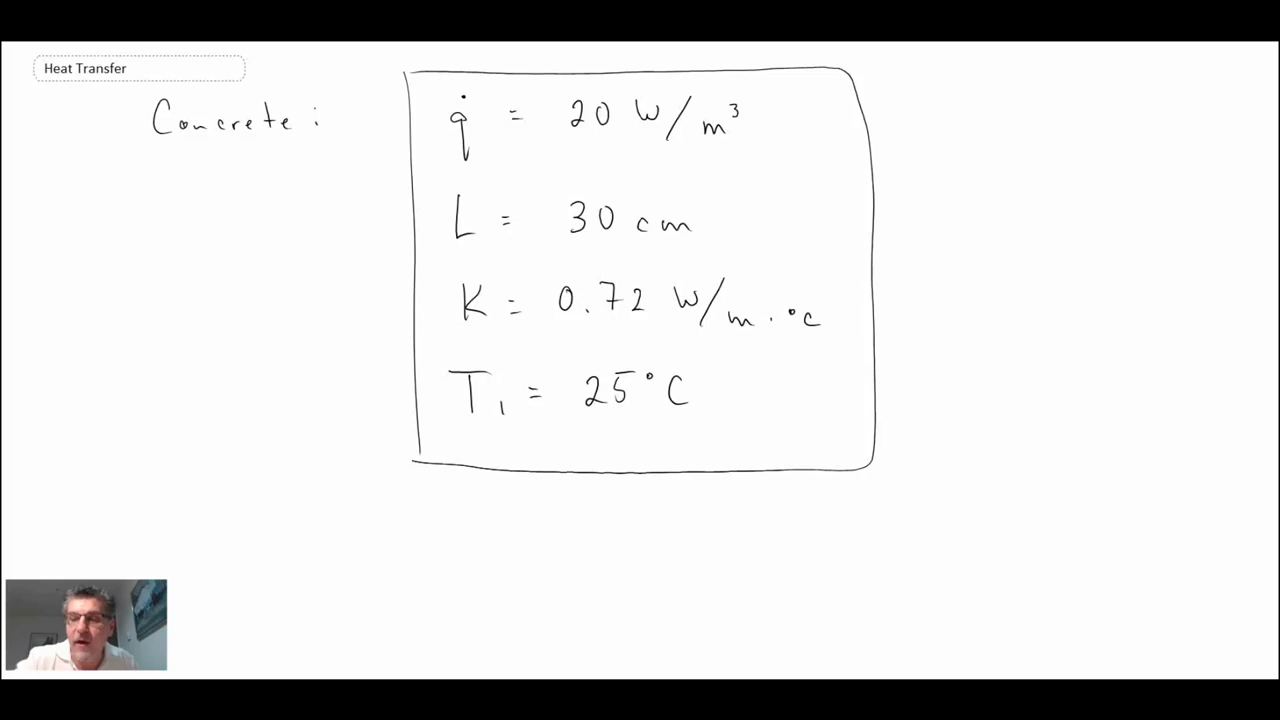 Heat Transfer
Concrete :
q̇ = 20 W/m³
L = 30 cm
K = 0.72 W/m.°C
T₁ = 25°C